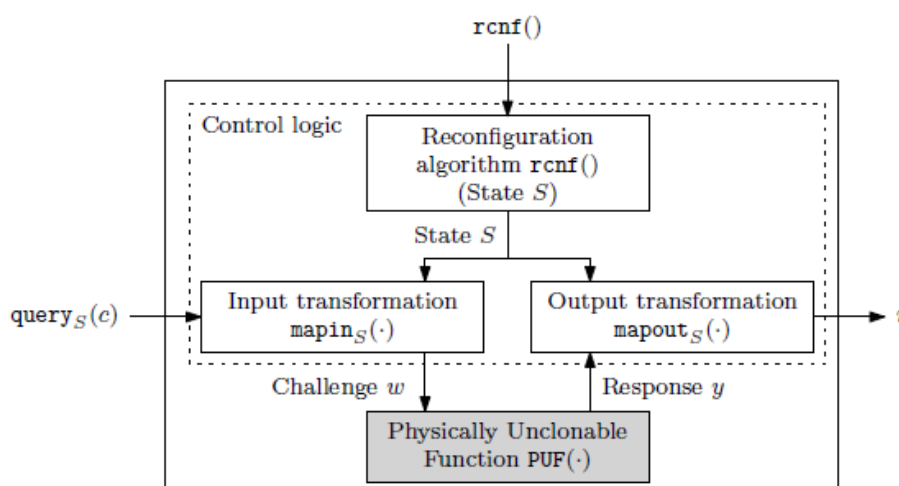 rcnf()
Control logic
Reconfiguration
algorithm rcnf()
(State S)
State S
query_S(c)
Input transformation
mapin_S(·)
Output transformation
mapout_S(·)
Challenge w
Response y
Physically Unclonable
Function PUF(·)